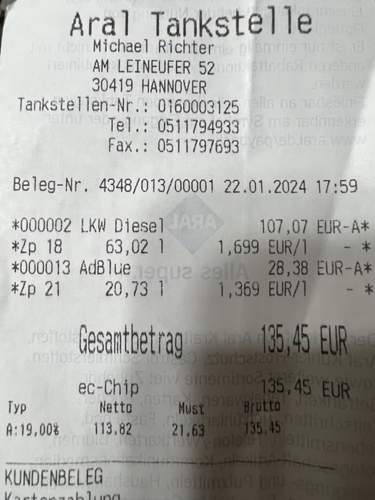 Aral Tankstelle
Michael Richter
AM LEINEUFER 52
30419 HANNOVER
Tankstellen-Nr.: 0160003125
Tel.: 0511794933
Fax.: 0511797693
Beleg-Nr. 4348/013/00001 22.01.2024 17:59
*000002 LKW Diesel 107,07 EUR-A*
*Zp 18 63,02 l 1,699 EUR/l - *
*000013 AdBlue 28,38 EUR-A*
*Zp 21 20,73 l 1,369 EUR/l - *
Gesamtbetrag 135,45 EUR
ec-Chip 135,45 EUR
Typ Netto Mwst Brutto
A:19,00% 113,82 21,63 135,45
KUNDENBELEG
Kartenzahlung